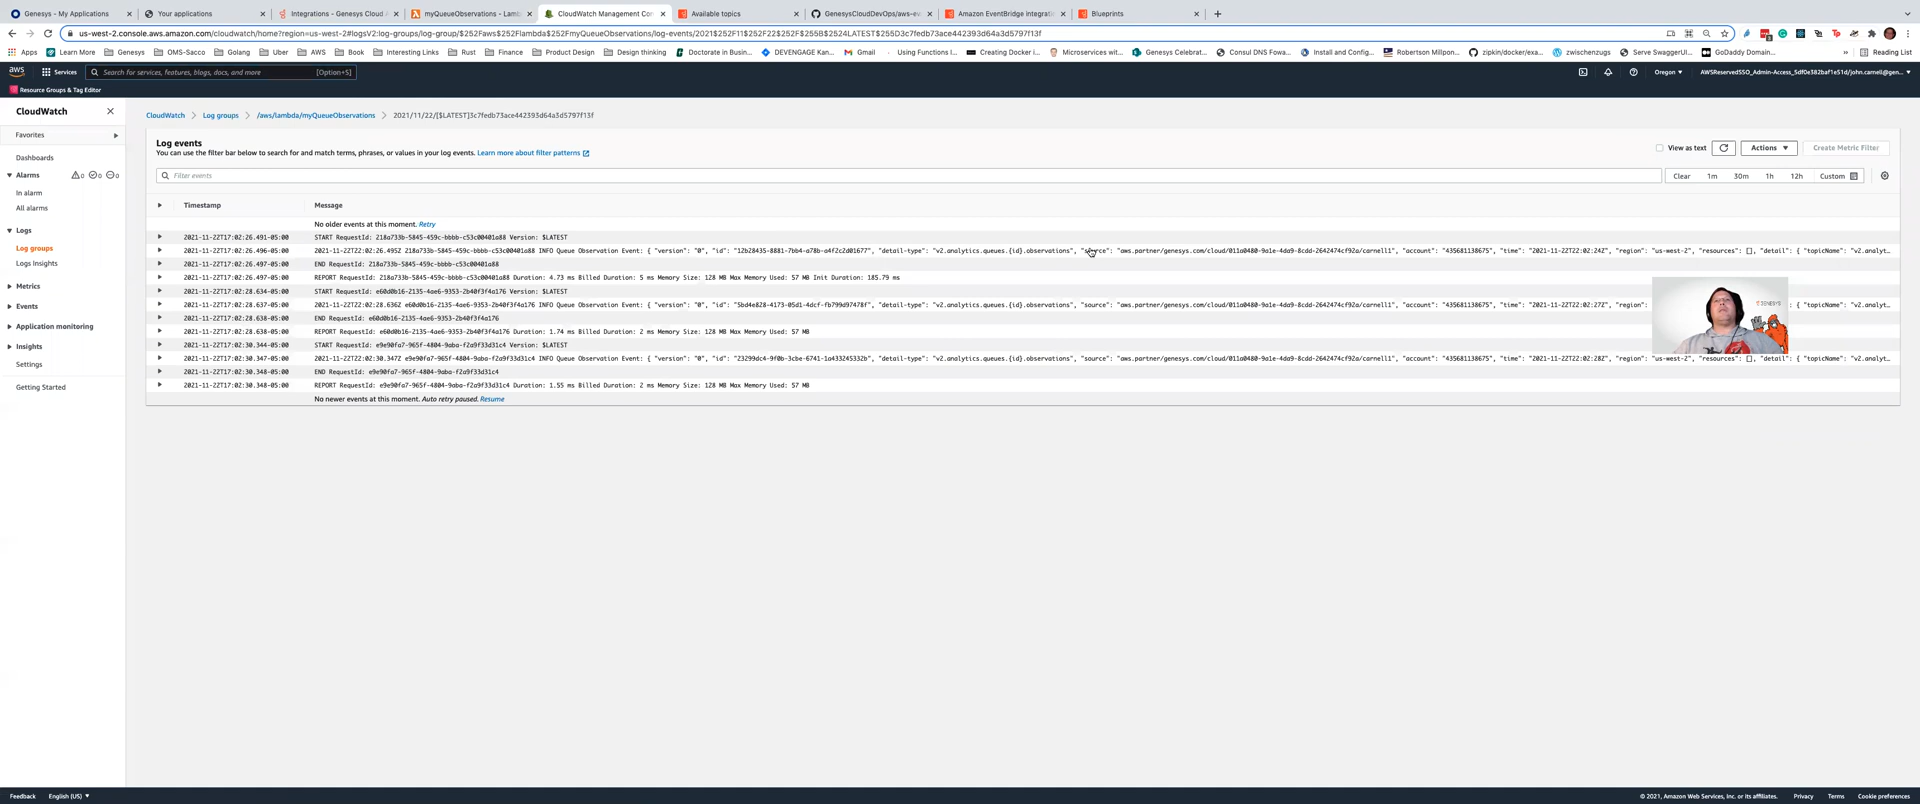 Genesys - My Applications
Your applications
Integrations - Genesys Cloud A
myQueueObservations - Lamb
CloudWatch Management Con
Available topics
GenesysCloudDevOps/aws-ev
Amazon EventBridge integratio
Blueprints
us-west-2.console.aws.amazon.com/cloudwatch/home?region=us-west-2#logsV2:log-groups/log-group/$252Faws$252Flambda$252FmyQueueObservations/log-events/2021$252F11$252F22$252F$255B$2524LATEST$255D3c7fedb73ace442393d64a3d5797f13f
Apps Learn More Genesys OMS-Sacco Google Uber AWS Book Monthly Reports Rust Finance Project Design thinking Doctorate in Busin... DEVENGAGE Kan... Gmail Using Functions I... Creating Docker i... Microservices wit... Genesys Celebrat... Consul DNS Fowa... Install and Config... Robertson Millpon... zipkin/docker/exa... zwischenzugs Serve SwaggerUI... GoDaddy Domain... » Reading List
aws Services Search for services, features, blogs, docs, and more [Option+S] Oregon AWSReservedSSO_Admin-Access_5df0e382baf1e51d/john.carnell@gen...
Resource Groups & Tag Editor
CloudWatch
Favorites
Dashboards
Alarms 0 0 0
In alarm
All alarms
Logs
Log groups
Logs Insights
Metrics
Events
Application monitoring
Insights
Settings
Getting Started
CloudWatch Log groups /aws/lambda/myQueueObservations 2021/11/22/[$LATEST]3c7fedb73ace442393d64a3d5797f13f
Log events
You can use the filter bar below to search for and match terms, phrases, or values in your log events. Learn more about filter patterns
View as text Actions Create Metric Filter
Filter events Clear 1m 30m 1h 12h Custom
Timestamp Message
No older events at this moment. Retry
2021-11-22T17:02:26.491-05:00 START RequestId: 218a733b-5845-459c-bbbb-c53c00401a88 Version: $LATEST
2021-11-22T17:02:26.496-05:00 2021-11-22T22:02:26.495Z 218a733b-5845-459c-bbbb-c53c00401a88 INFO Queue Observation Event: { "version": "0", "id": "12b28435-8881-7bb4-a78b-a4f2c2d01677", "detail-type": "v2.analytics.queues.{id}.observations", "source": "aws.partner/genesys.com/cloud/011a0480-9a1e-4da9-8cdd-2642474cf92a/carnell1", "account": "435681138675", "time": "2021-11-22T22:02:24Z", "region": "us-west-2", "resources": [], "detail": { "topicName": "v2.analyt...
2021-11-22T17:02:26.497-05:00 END RequestId: 218a733b-5845-459c-bbbb-c53c00401a88
2021-11-22T17:02:26.497-05:00 REPORT RequestId: 218a733b-5845-459c-bbbb-c53c00401a88 Duration: 4.73 ms Billed Duration: 5 ms Memory Size: 128 MB Max Memory Used: 57 MB Init Duration: 185.79 ms
2021-11-22T17:02:28.634-05:00 START RequestId: e60d0b16-2135-4ae6-9353-2b40f3f4a176 Version: $LATEST
2021-11-22T17:02:28.637-05:00 2021-11-22T22:02:28.636Z e60d0b16-2135-4ae6-9353-2b40f3f4a176 INFO Queue Observation Event: { "version": "0", "id": "5bd4e828-4173-05d1-4dcf-fb799d97478f", "detail-type": "v2.analytics.queues.{id}.observations", "source": "aws.partner/genesys.com/cloud/011a0480-9a1e-4da9-8cdd-2642474cf92a/carnell1", "account": "435681138675", "time": "2021-11-22T22:02:27Z", "region": { "topicName": "v2.analyt...
2021-11-22T17:02:28.638-05:00 END RequestId: e60d0b16-2135-4ae6-9353-2b40f3f4a176
2021-11-22T17:02:28.638-05:00 REPORT RequestId: e60d0b16-2135-4ae6-9353-2b40f3f4a176 Duration: 1.74 ms Billed Duration: 2 ms Memory Size: 128 MB Max Memory Used: 57 MB
2021-11-22T17:02:30.344-05:00 START RequestId: e9e90fa7-965f-4804-9aba-f2a9f33d31c4 Version: $LATEST
2021-11-22T17:02:30.347-05:00 2021-11-22T22:02:30.347Z e9e90fa7-965f-4804-9aba-f2a9f33d31c4 INFO Queue Observation Event: { "version": "0", "id": "23299dc4-9f0b-3cbe-6741-1a433245332b", "detail-type": "v2.analytics.queues.{id}.observations", "source": "aws.partner/genesys.com/cloud/011a0480-9a1e-4da9-8cdd-2642474cf92a/carnell1", "account": "435681138675", "time": "2021-11-22T22:02:28Z", "region": "us-west-2", "resources": [], "detail": { "topicName": "v2.analyt...
2021-11-22T17:02:30.348-05:00 END RequestId: e9e90fa7-965f-4804-9aba-f2a9f33d31c4
2021-11-22T17:02:30.348-05:00 REPORT RequestId: e9e90fa7-965f-4804-9aba-f2a9f33d31c4 Duration: 1.55 ms Billed Duration: 2 ms Memory Size: 128 MB Max Memory Used: 57 MB
No newer events at this moment. Auto retry paused. Resume
GENESYS
Feedback English (US) © 2021, Amazon Web Services, Inc. or its affiliates. Privacy Terms Cookie preferences